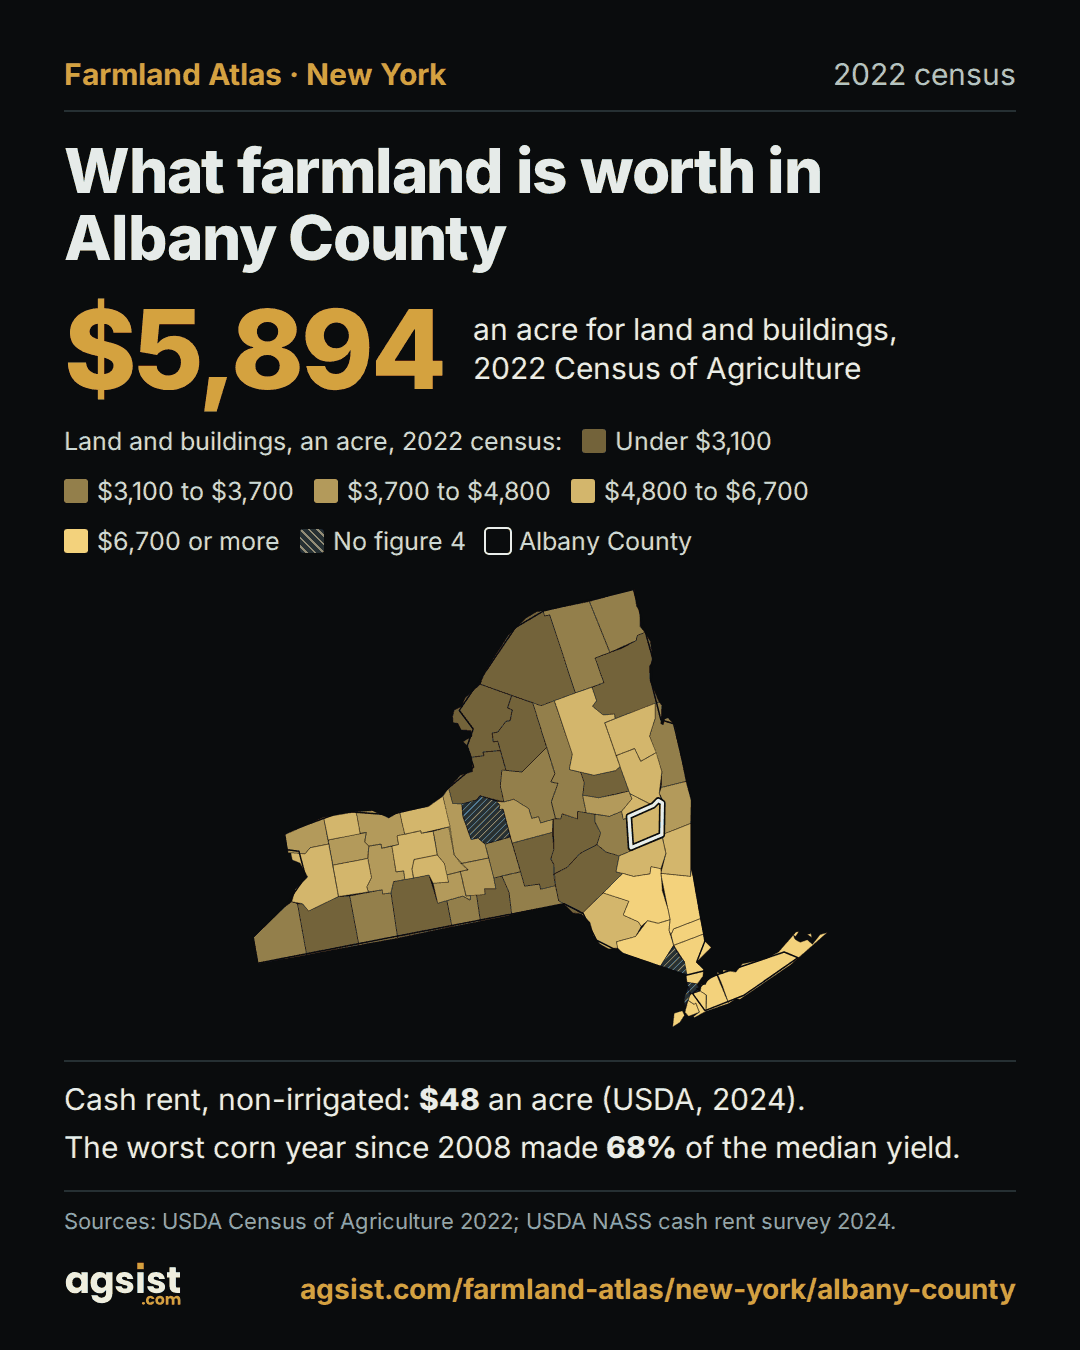 Farmland Atlas · New York
2022 census
What farmland is worth in
Albany County
$5,894
an acre for land and buildings,
2022 Census of Agriculture
Land and buildings, an acre, 2022 census: Under $3,100
$3,100 to $3,700 $3,700 to $4,800 $4,800 to $6,700
$6,700 or more No figure 4 Albany County
Cash rent, non-irrigated: $48 an acre (USDA, 2024).
The worst corn year since 2008 made 68% of the median yield.
Sources: USDA Census of Agriculture 2022; USDA NASS cash rent survey 2024.
agsist
.com
agsist.com/farmland-atlas/new-york/albany-county